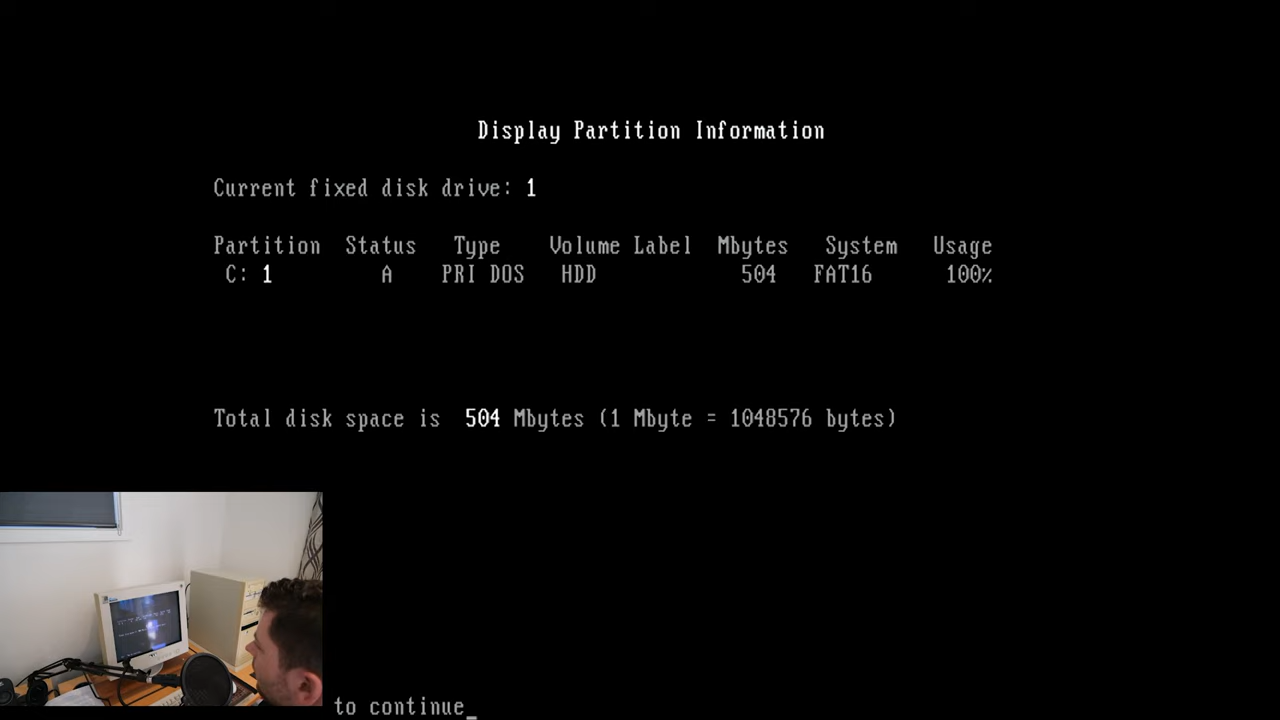 Display Partition Information
Current fixed disk drive: 1
Partition Status Type Volume Label Mbytes System Usage
C: 1 A PRI DOS HDD 504 FAT16 100%
Total disk space is 504 Mbytes (1 Mbyte = 1048576 bytes)
to continue_